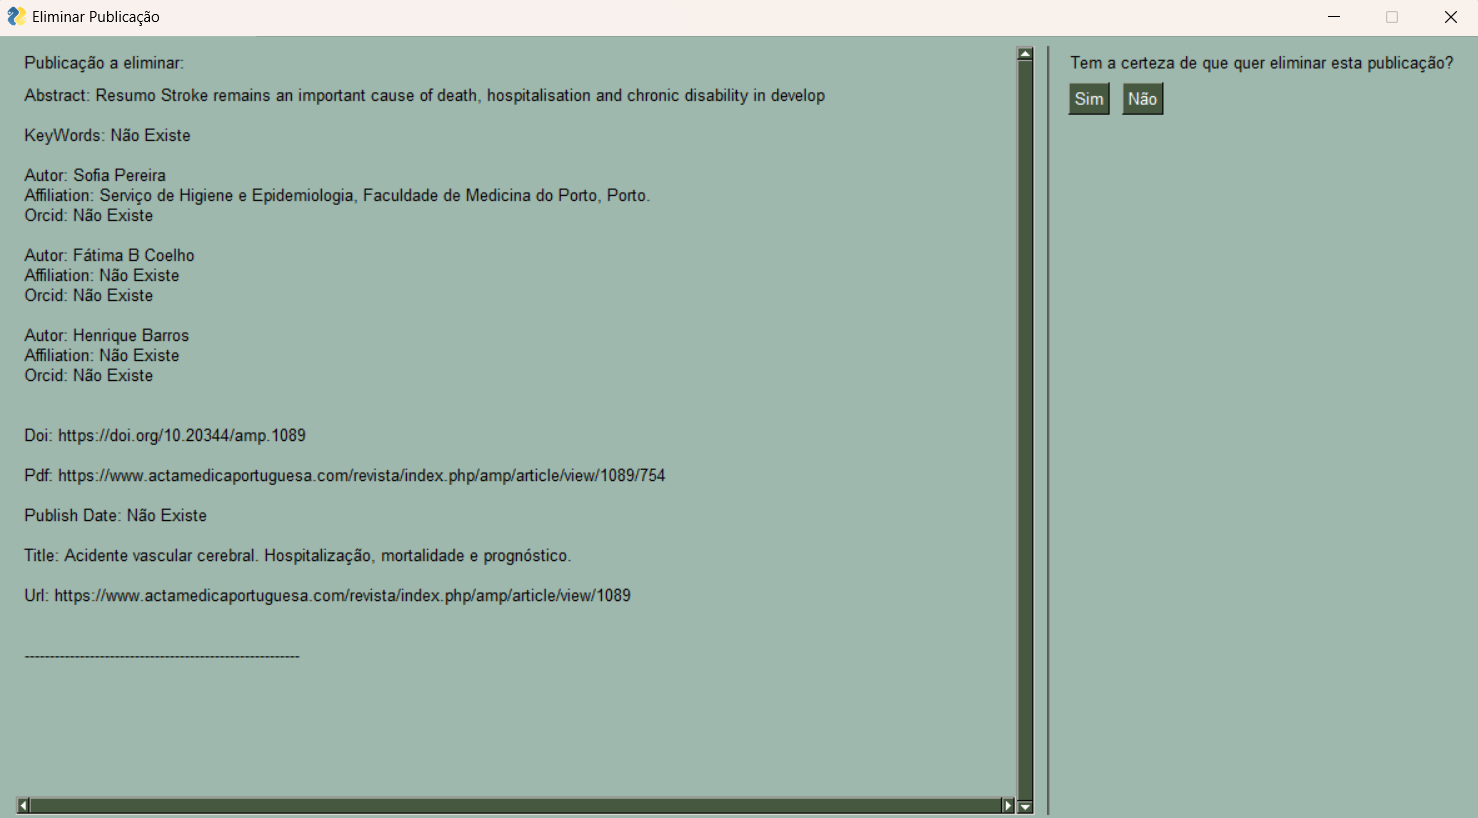 Eliminar Publicação
Publicação a eliminar:
Abstract: Resumo Stroke remains an important cause of death, hospitalisation and chronic disability in develop
KeyWords: Não Existe
Autor: Sofia Pereira
Affiliation: Serviço de Higiene e Epidemiologia, Faculdade de Medicina do Porto, Porto.
Orcid: Não Existe
Autor: Fátima B Coelho
Affiliation: Não Existe
Orcid: Não Existe
Autor: Henrique Barros
Affiliation: Não Existe
Orcid: Não Existe
Doi: https://doi.org/10.20344/amp.1089
Pdf: https://www.actamedicaportuguesa.com/revista/index.php/amp/article/view/1089/754
Publish Date: Não Existe
Title: Acidente vascular cerebral. Hospitalização, mortalidade e prognóstico.
Url: https://www.actamedicaportuguesa.com/revista/index.php/amp/article/view/1089
-------------------------------------------------------
Tem a certeza de que quer eliminar esta publicação?
Sim Não